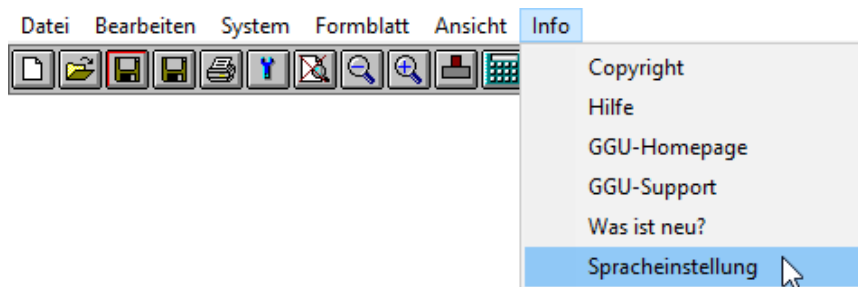 Datei Bearbeiten System Formblatt Ansicht Info
Copyright
Hilfe
GGU-Homepage
GGU-Support
Was ist neu?
Spracheinstellung